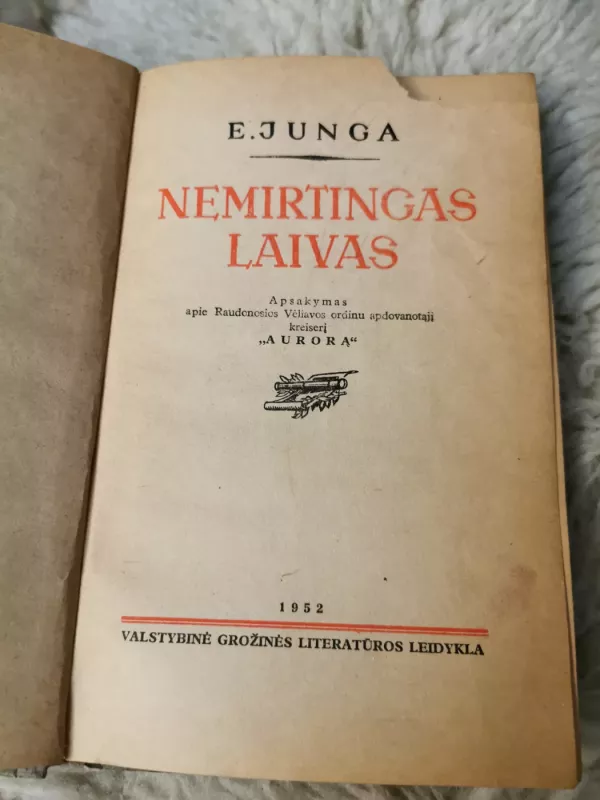 E. JUNGA
NEMIRTINGAS
LAIVAS
Apsakymas
apie Raudonosios Vėliavos ordinu apdovanotąjį
kreiserį
„AURORĄ“
1952
VALSTYBINĖ GROŽINĖS LITERATŪROS LEIDYKLA